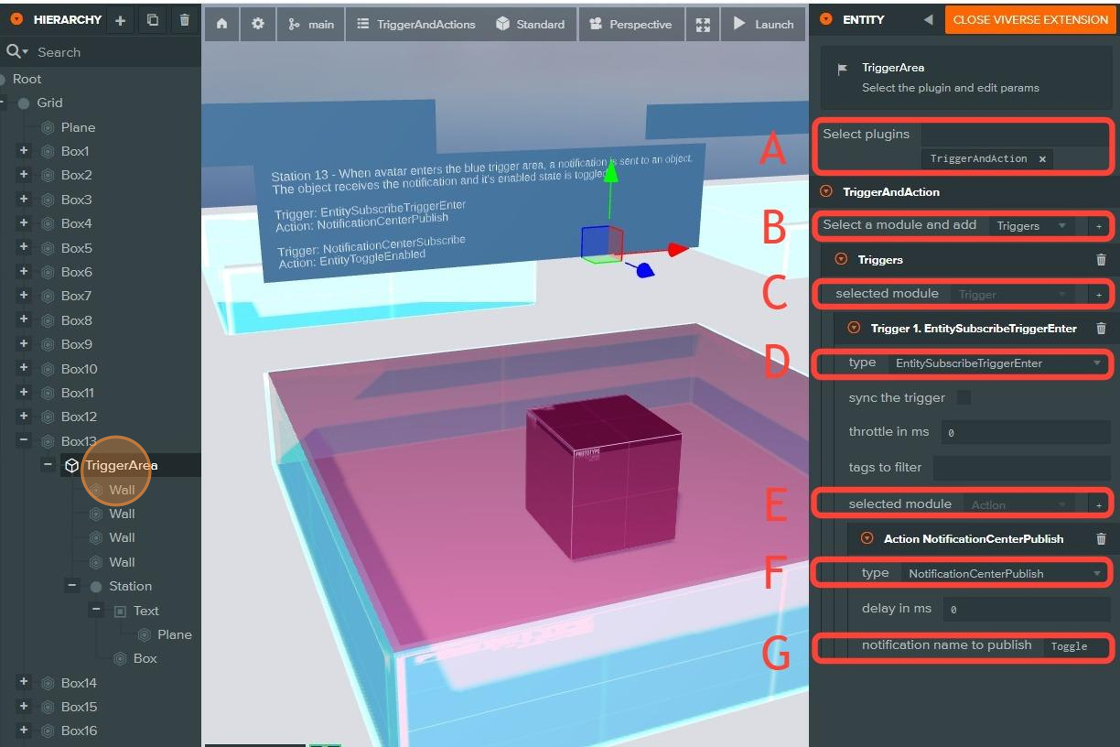 HIERARCHY
Search
Root
Grid
Plane
Box1
Box2
Box3
Box4
Box5
Box6
Box7
Box8
Box9
Box10
Box11
Box12
Box13
TriggerArea
Wall
Wall
Wall
Wall
Station
Text
Plane
Box
Box14
Box15
Box16
main
TriggerAndActions
Standard
Perspective
Launch
Station 13 - When avatar enters the blue trigger area, a notification is sent to an object.
The object receives the notification and it's enabled state is toggled
Trigger: EntitySubscribeTriggerEnter
Action: NotificationCenterPublish
Trigger: NotificationCenterSubscribe
Action: EntityToggleEnabled
PROTOTYPE
A
B
C
D
E
F
G
ENTITY
CLOSE VIVERSE EXTENSION
TriggerArea
Select the plugin and edit params
Select plugins
TriggerAndAction ×
TriggerAndAction
Select a module and add Triggers +
Triggers
selected module Trigger +
Trigger 1. EntitySubscribeTriggerEnter
type EntitySubscribeTriggerEnter
sync the trigger
throttle in ms 0
tags to filter
selected module Action +
Action NotificationCenterPublish
type NotificationCenterPublish
delay in ms 0
notification name to publish Toggle